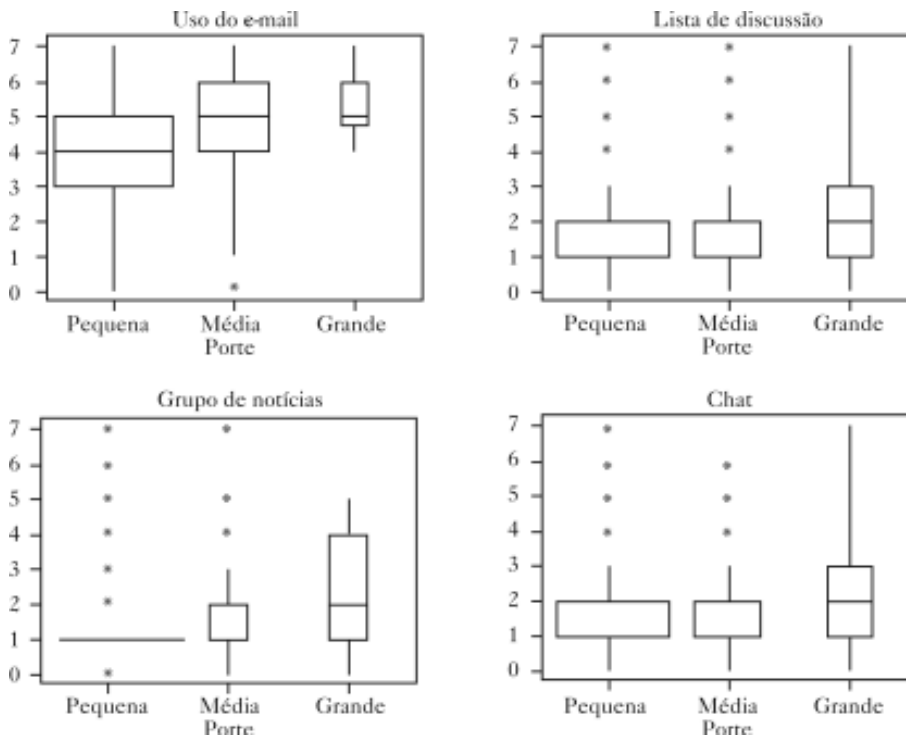 Uso do e-mail
7
6
5
4
3
2
1
0
Pequena Média Grande
Porte
Lista de discussão
7
6
5
4
3
2
1
0
Pequena Média Grande
Porte
Grupo de notícias
7
6
5
4
3
2
1
0
Pequena Média Grande
Porte
Chat
7
6
5
4
3
2
1
0
Pequena Média Grande
Porte